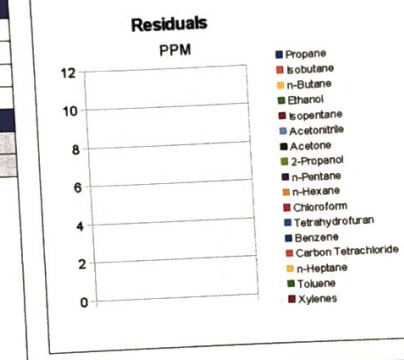 Residuals
PPM
12
10
8
6
4
2
0
Propane
Isobutane
n-Butane
Ethanol
Isopentane
Acetonitrile
Acetone
2-Propanol
n-Pentane
n-Hexane
Chloroform
Tetrahydrofuran
Benzene
Carbon Tetrachloride
n-Heptane
Toluene
Xylenes